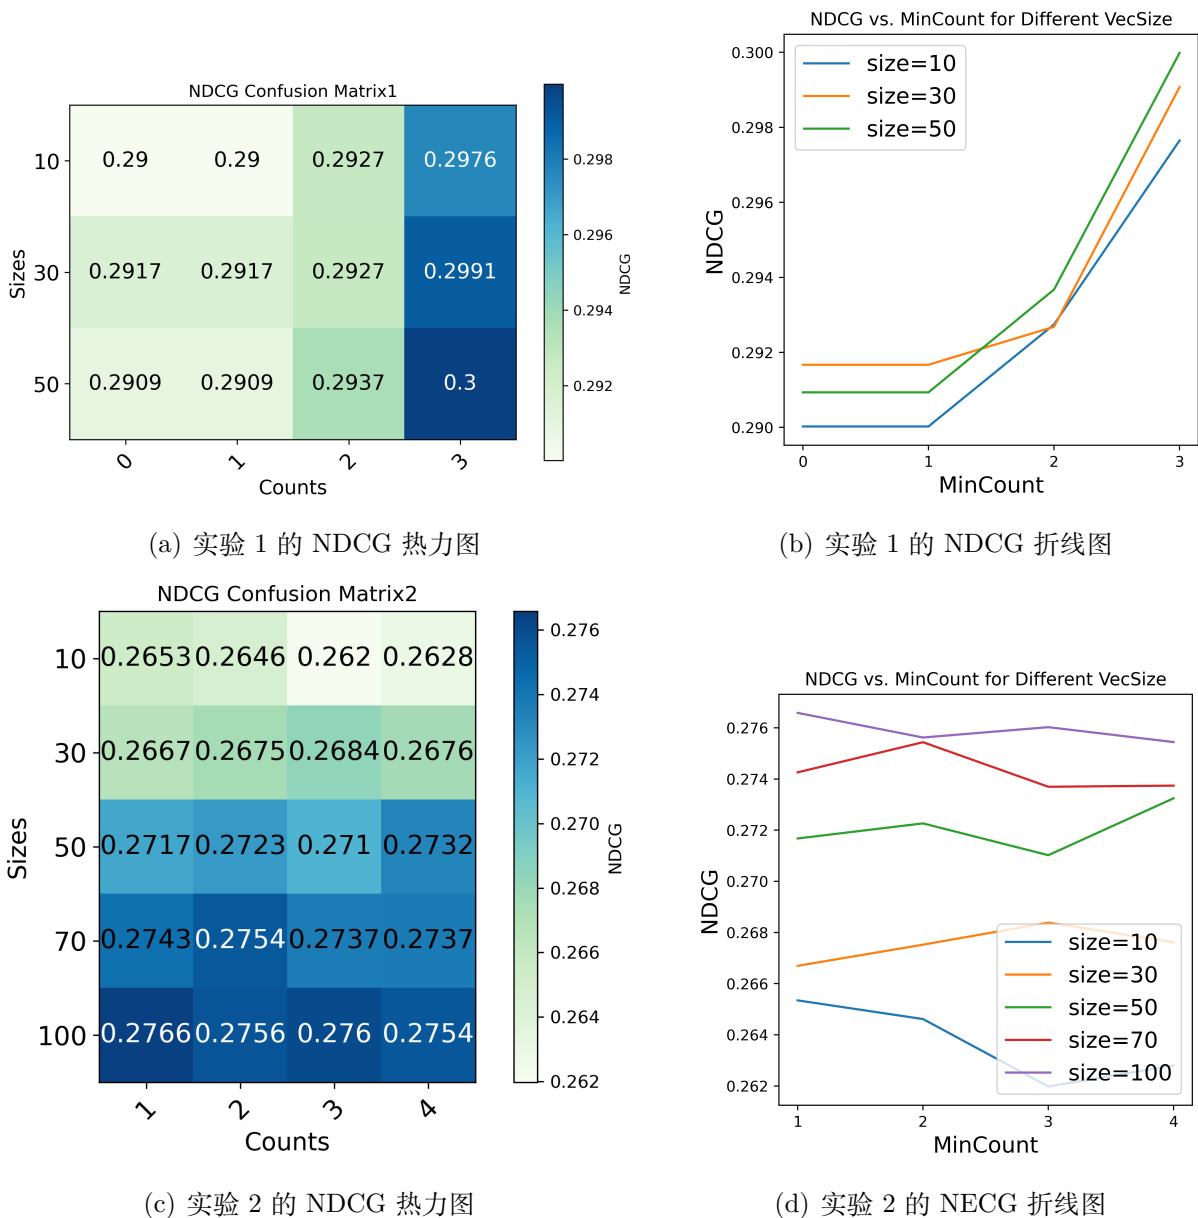 NDCG Confusion Matrix1
Sizes
10
30
50
0.29 0.29 0.2927 0.2976
0.2917 0.2917 0.2927 0.2991
0.2909 0.2909 0.2937 0.3
0 1 2 3
Counts
0.298
0.296
0.294
0.292
NDCG
(a) 实验 1 的 NDCG 热力图
NDCG vs. MinCount for Different VecSize
size=10
size=30
size=50
0.300
0.298
0.296
0.294
0.292
0.290
NDCG
0 1 2 3
MinCount
(b) 实验 1 的 NDCG 折线图
NDCG Confusion Matrix2
Sizes
10
30
50
70
100
0.2653 0.2646 0.262 0.2628
0.2667 0.2675 0.2684 0.2676
0.2717 0.2723 0.271 0.2732
0.2743 0.2754 0.2737 0.2737
0.2766 0.2756 0.276 0.2754
1 2 3 4
Counts
0.276
0.274
0.272
0.270
0.268
0.266
0.264
0.262
NDCG
(c) 实验 2 的 NDCG 热力图
NDCG vs. MinCount for Different VecSize
0.276
0.274
0.272
0.270
0.268
0.266
0.264
0.262
NDCG
size=10
size=30
size=50
size=70
size=100
1 2 3 4
MinCount
(d) 实验 2 的 NECG 折线图